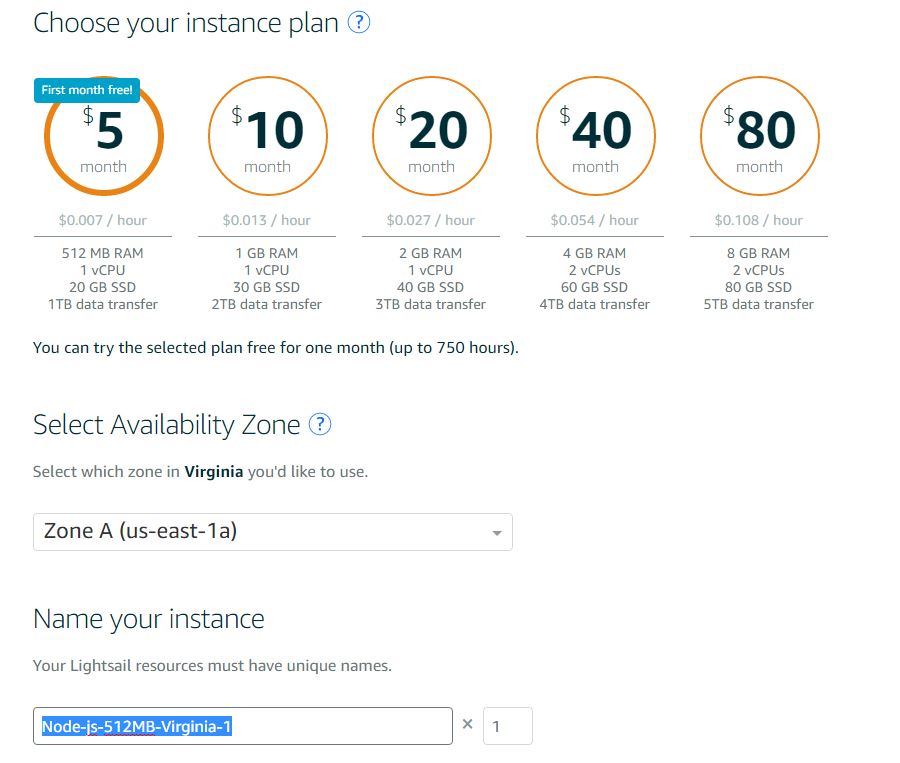 Choose your instance plan ?
First month free!
$5 month
$10 month
$20 month
$40 month
$80 month
$0.007 / hour
$0.013 / hour
$0.027 / hour
$0.054 / hour
$0.108 / hour
512 MB RAM
1 vCPU
20 GB SSD
1TB data transfer
1 GB RAM
1 vCPU
30 GB SSD
2TB data transfer
2 GB RAM
1 vCPU
40 GB SSD
3TB data transfer
4 GB RAM
2 vCPUs
60 GB SSD
4TB data transfer
8 GB RAM
2 vCPUs
80 GB SSD
5TB data transfer
You can try the selected plan free for one month (up to 750 hours).
Select Availability Zone ?
Select which zone in Virginia you'd like to use.
Zone A (us-east-1a)
Name your instance
Your Lightsail resources must have unique names.
Node-js-512MB-Virginia-1 × 1